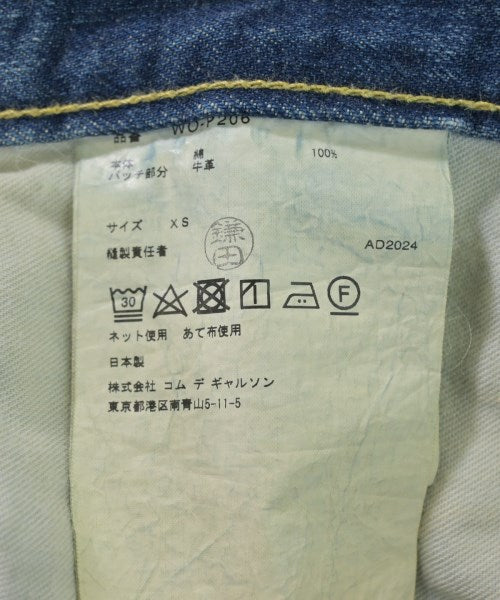 品番 WO-P206
本体 綿 100%
パッチ部分 牛革
サイズ XS
縫製責任者 鎌田 AD2024
30 F
ネット使用 あて布使用
日本製
株式会社 コム デ ギャルソン
東京都港区南青山5-11-5